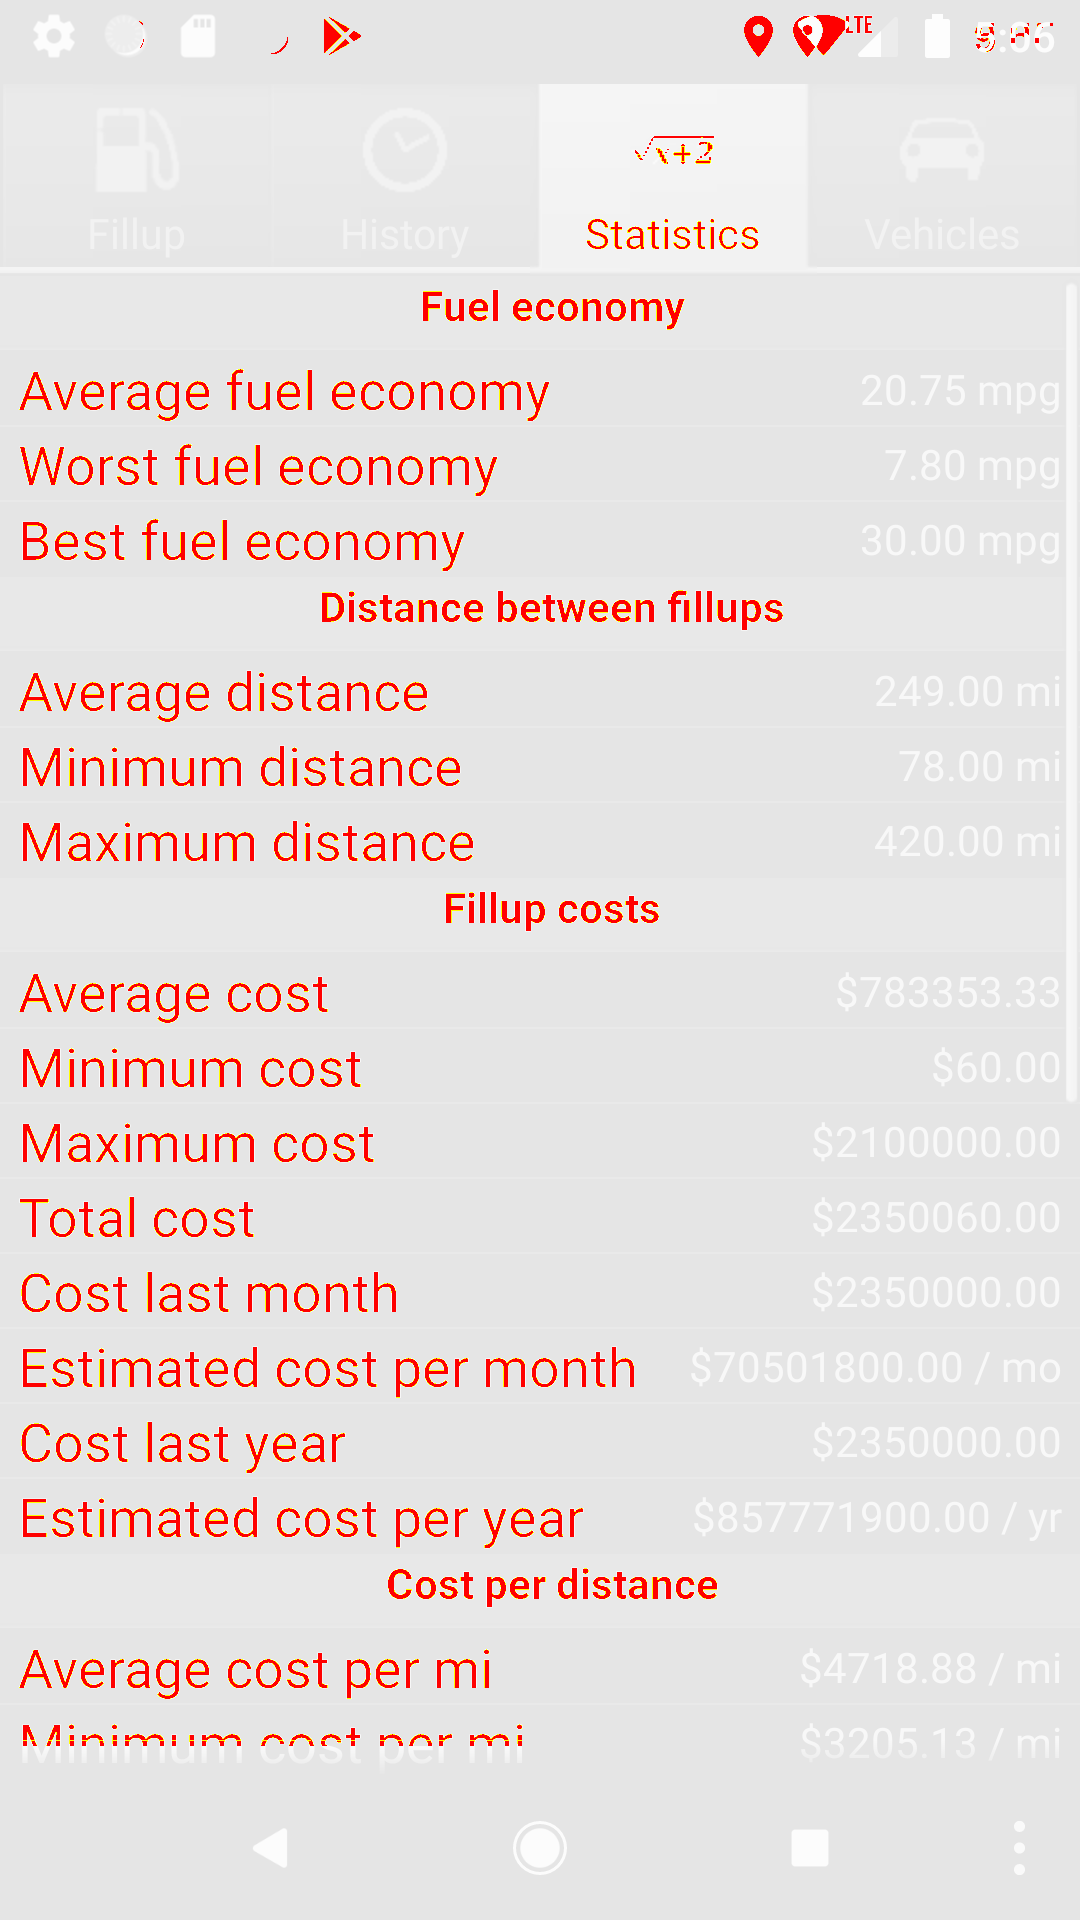 LTE
√x+2
Fillup History Statistics Vehicles
Fuel economy
Average fuel economy 20.75 mpg
Worst fuel economy 7.80 mpg
Best fuel economy 30.00 mpg
Distance between fillups
Average distance 249.00 mi
Minimum distance 78.00 mi
Maximum distance 420.00 mi
Fillup costs
Average cost $783353.33
Minimum cost $60.00
Maximum cost $2100000.00
Total cost $2350060.00
Cost last month $2350000.00
Estimated cost per month $70501800.00 / mo
Cost last year $2350000.00
Estimated cost per year $857771900.00 / yr
Cost per distance
Average cost per mi $4718.88 / mi
Minimum cost per mi $3205.13 / mi